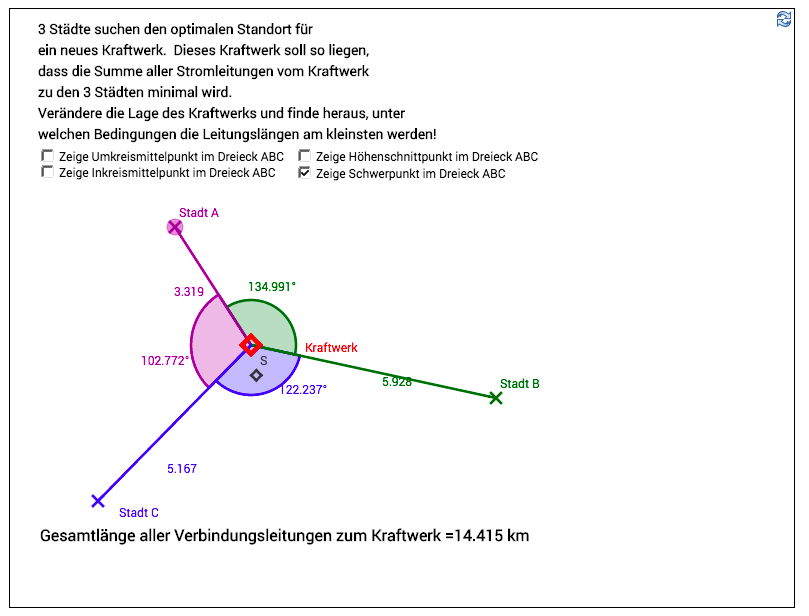 3 Städte suchen den optimalen Standort für
ein neues Kraftwerk.  Dieses Kraftwerk soll so liegen,
dass die Summe aller Stromleitungen vom Kraftwerk
zu den 3 Städten minimal wird.
Verändere die Lage des Kraftwerks und finde heraus, unter
welchen Bedingungen die Leitungslängen am kleinsten werden!
Zeige Umkreismittelpunkt im Dreieck ABC
Zeige Höhenschnittpunkt im Dreieck ABC
Zeige Inkreismittelpunkt im Dreieck ABC
Zeige Schwerpunkt im Dreieck ABC
Stadt A
134.991°
3.319
Kraftwerk
102.772°
S
5.928
Stadt B
122.237°
5.167
Stadt C
Gesamtlänge aller Verbindungsleitungen zum Kraftwerk =14.415 km